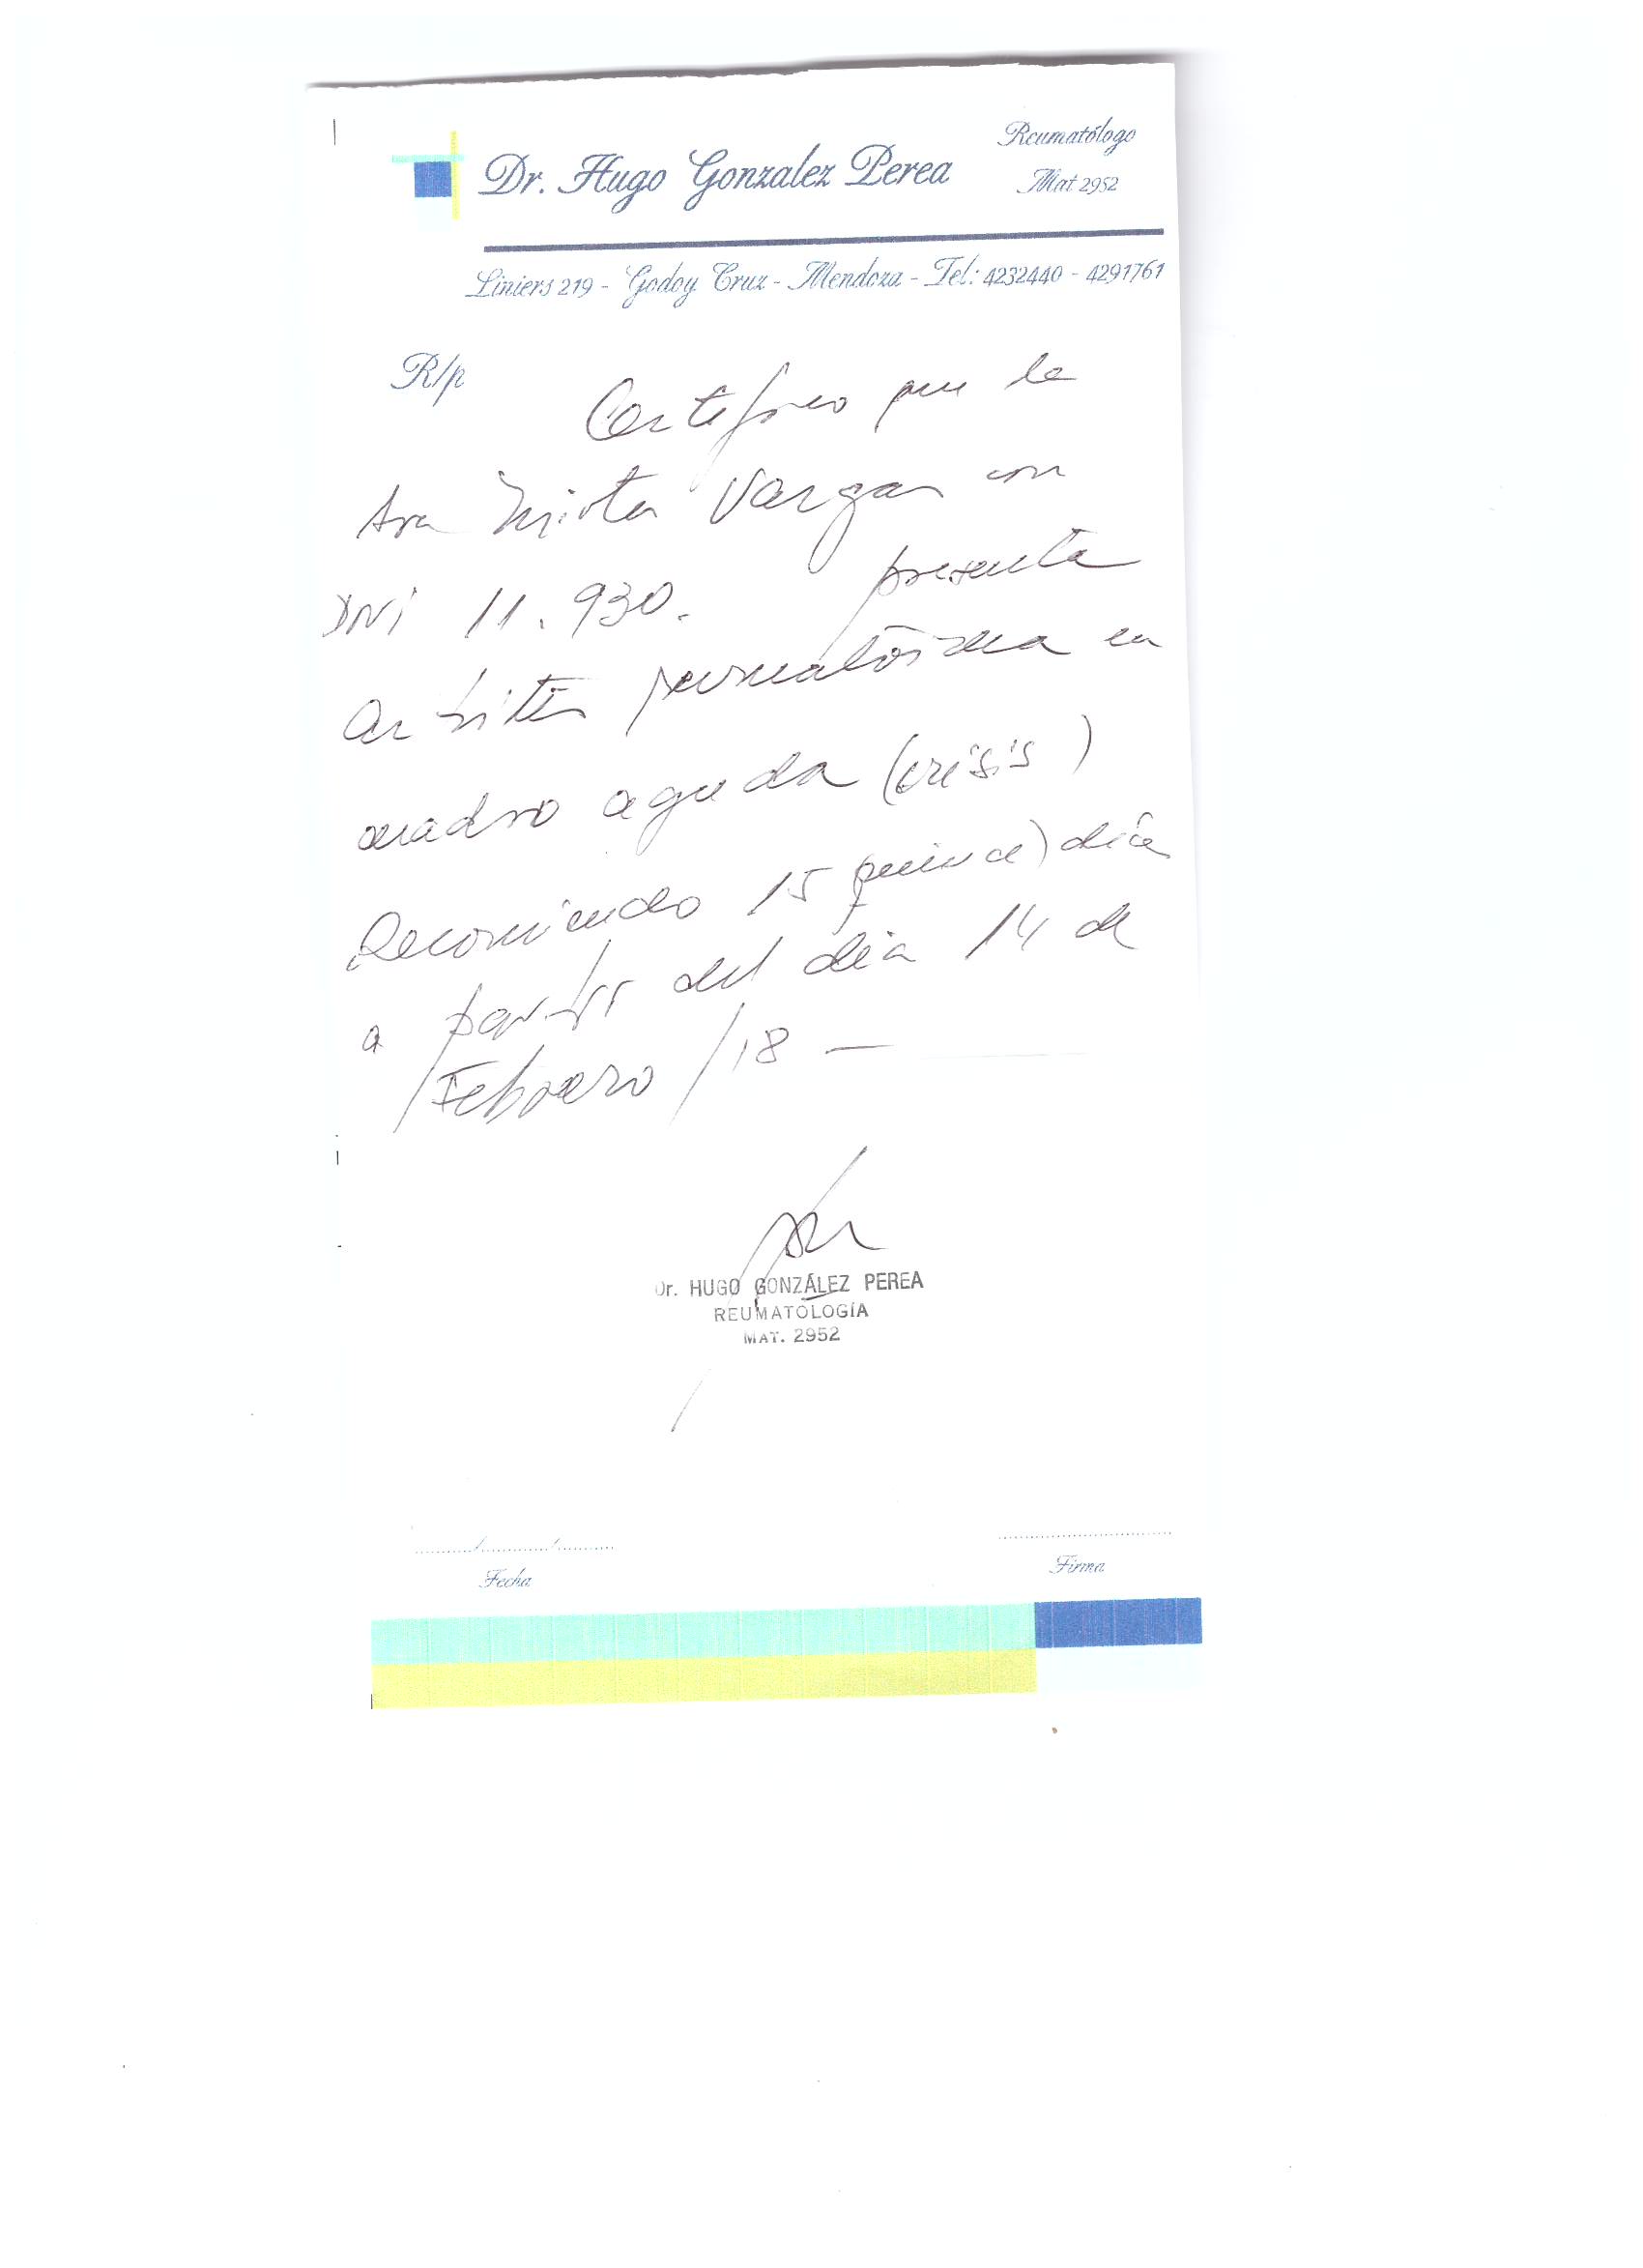 Dr. Hugo Gonzalez Perea
Reumatólogo
Mat 2952
Liniers 219 - Godoy Cruz - Mendoza - Tel: 4232440 - 4291761
R/p
Certifico que la
Sra Mirta Vargas con
DNI 11.930. presenta
Artritis reumatoidea en
cuadro aguda (crisis)
Recomiendo 15 quince) días
a partir del día 14 de
Febrero /18 —
Dr. HUGO GONZÁLEZ PEREA
REUMATOLOGÍA
MAT. 2952
Fecha
Firma